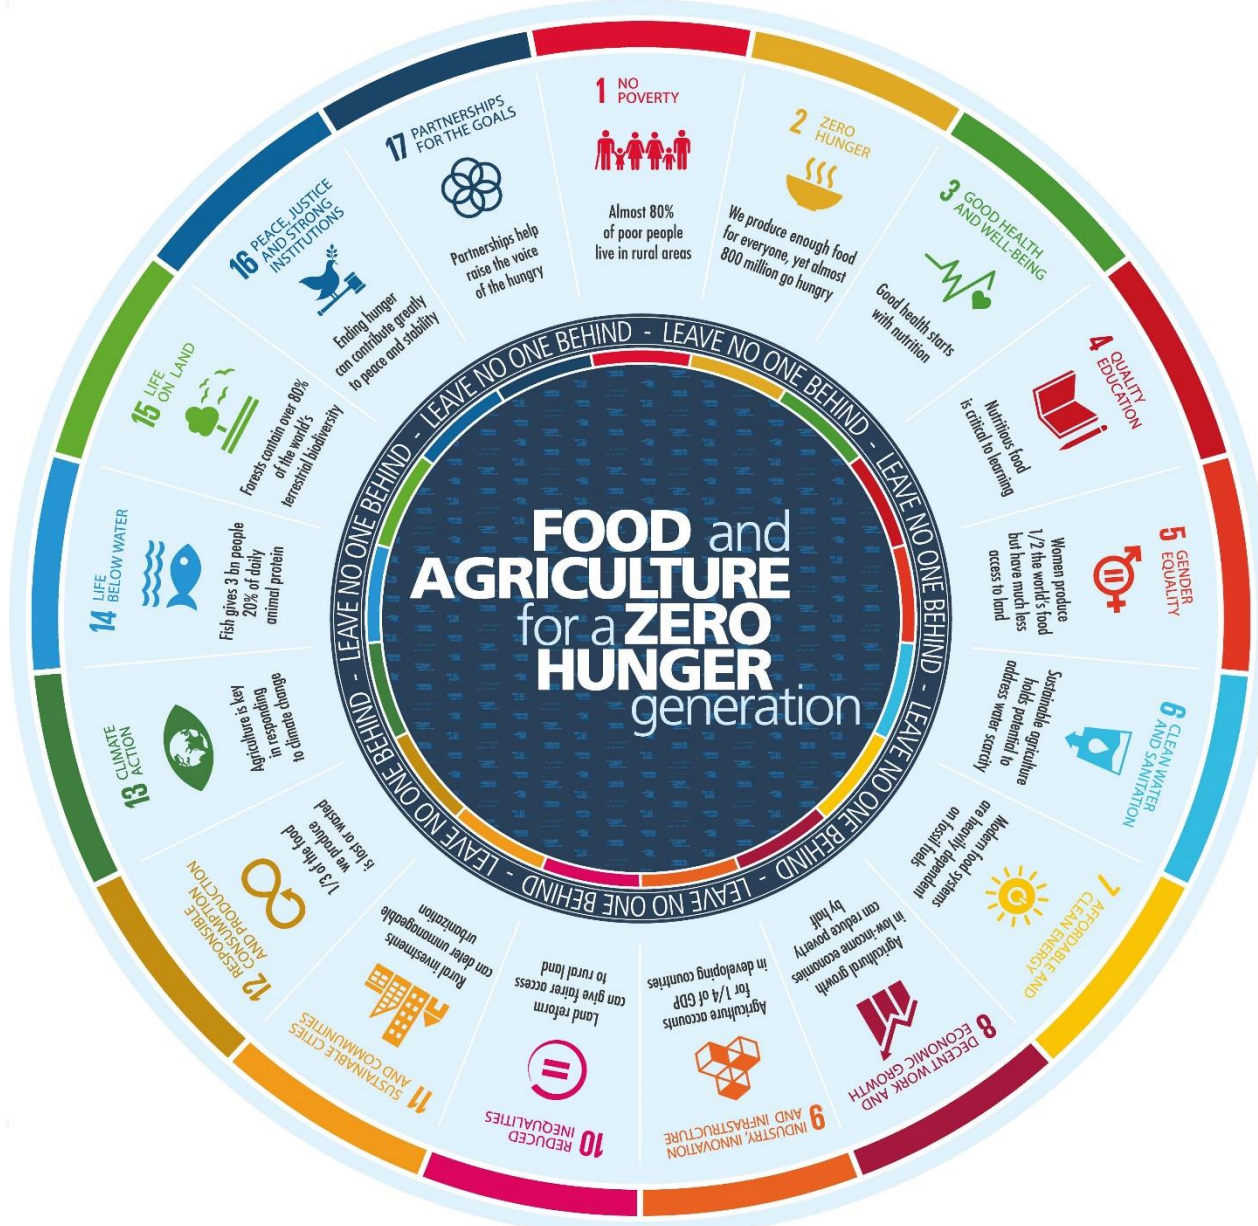 1 NO
POVERTY
Almost 80%
of poor people
live in rural areas
2 ZERO
HUNGER
We produce enough food
for everyone, yet almost
800 million go hungry
3 GOOD HEALTH
AND WELL-BEING
Good health starts
with nutrition
4 QUALITY
EDUCATION
Nutritious food
is critical to learning
5 GENDER
EQUALITY
Women produce
1/2 the world's food
but have much less
access to land
6 CLEAN WATER
AND SANITATION
Sustainable agriculture
holds potential to
address water scarcity
7 AFFORDABLE AND
CLEAN ENERGY
Modern food systems
are heavily dependent
on fossil fuels
8 DECENT WORK AND
ECONOMIC GROWTH
Agricultural growth
in low-income economies
can reduce poverty
by half
9 INDUSTRY, INNOVATION
AND INFRASTRUCTURE
Agriculture accounts
for 1/4 of GDP
in developing countries
10 REDUCED
INEQUALITIES
Land reform
can give fairer access
to rural land
11 SUSTAINABLE CITIES
AND COMMUNITIES
Rural investments
can deter unmanageable
urbanization
12 RESPONSIBLE
CONSUMPTION
AND PRODUCTION
1/3 of the food
we produce
is lost or wasted
13 CLIMATE
ACTION
Agriculture is key
in responding
to climate change
14 LIFE
BELOW WATER
Fish gives 3 bn people
20% of daily
animal protein
15 LIFE
ON LAND
Forests contain over 80%
of the world's
terrestrial biodiversity
16 PEACE, JUSTICE
AND STRONG
INSTITUTIONS
Ending hunger
can contribute greatly
to peace and stability
17 PARTNERSHIPS
FOR THE GOALS
Partnerships help
raise the voice
of the hungry
LEAVE NO ONE BEHIND - LEAVE NO ONE BEHIND - LEAVE NO ONE BEHIND - LEAVE NO ONE BEHIND - LEAVE NO ONE BEHIND - LEAVE NO ONE BEHIND - LEAVE NO ONE BEHIND - LEAVE NO ONE BEHIND -
FOOD and
AGRICULTURE
for a ZERO
HUNGER
generation